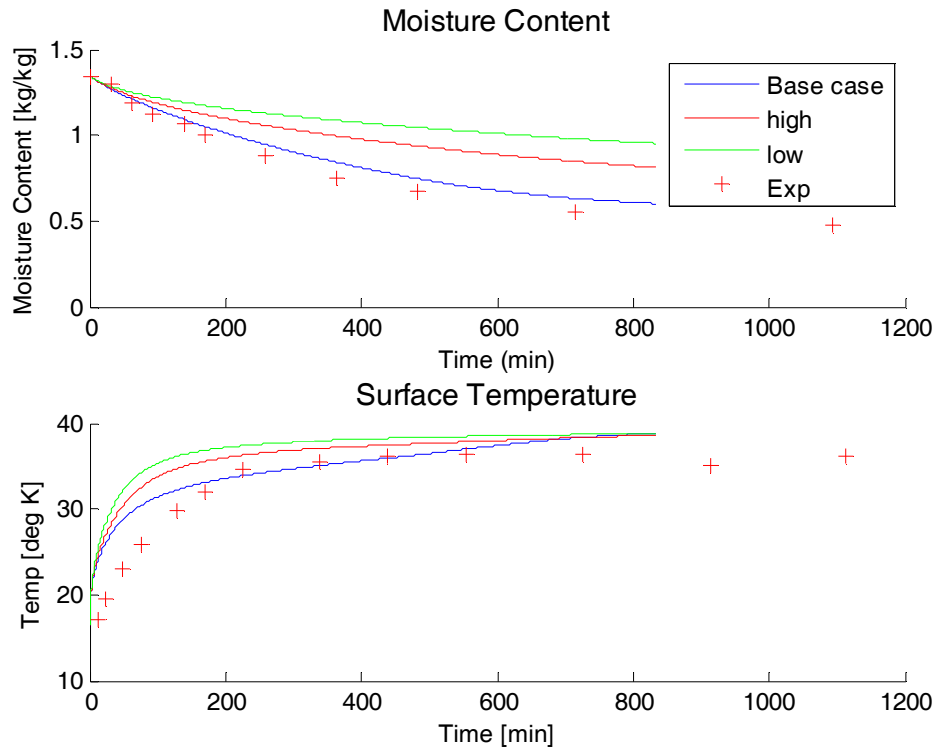 Moisture Content
Moisture Content [kg/kg]
1.5
1
0.5
0
Base case
high
low
Exp
0 200 400 600 800 1000 1200
Time (min)
Surface Temperature
Temp [deg K]
40
30
20
10
0 200 400 600 800 1000 1200
Time [min]